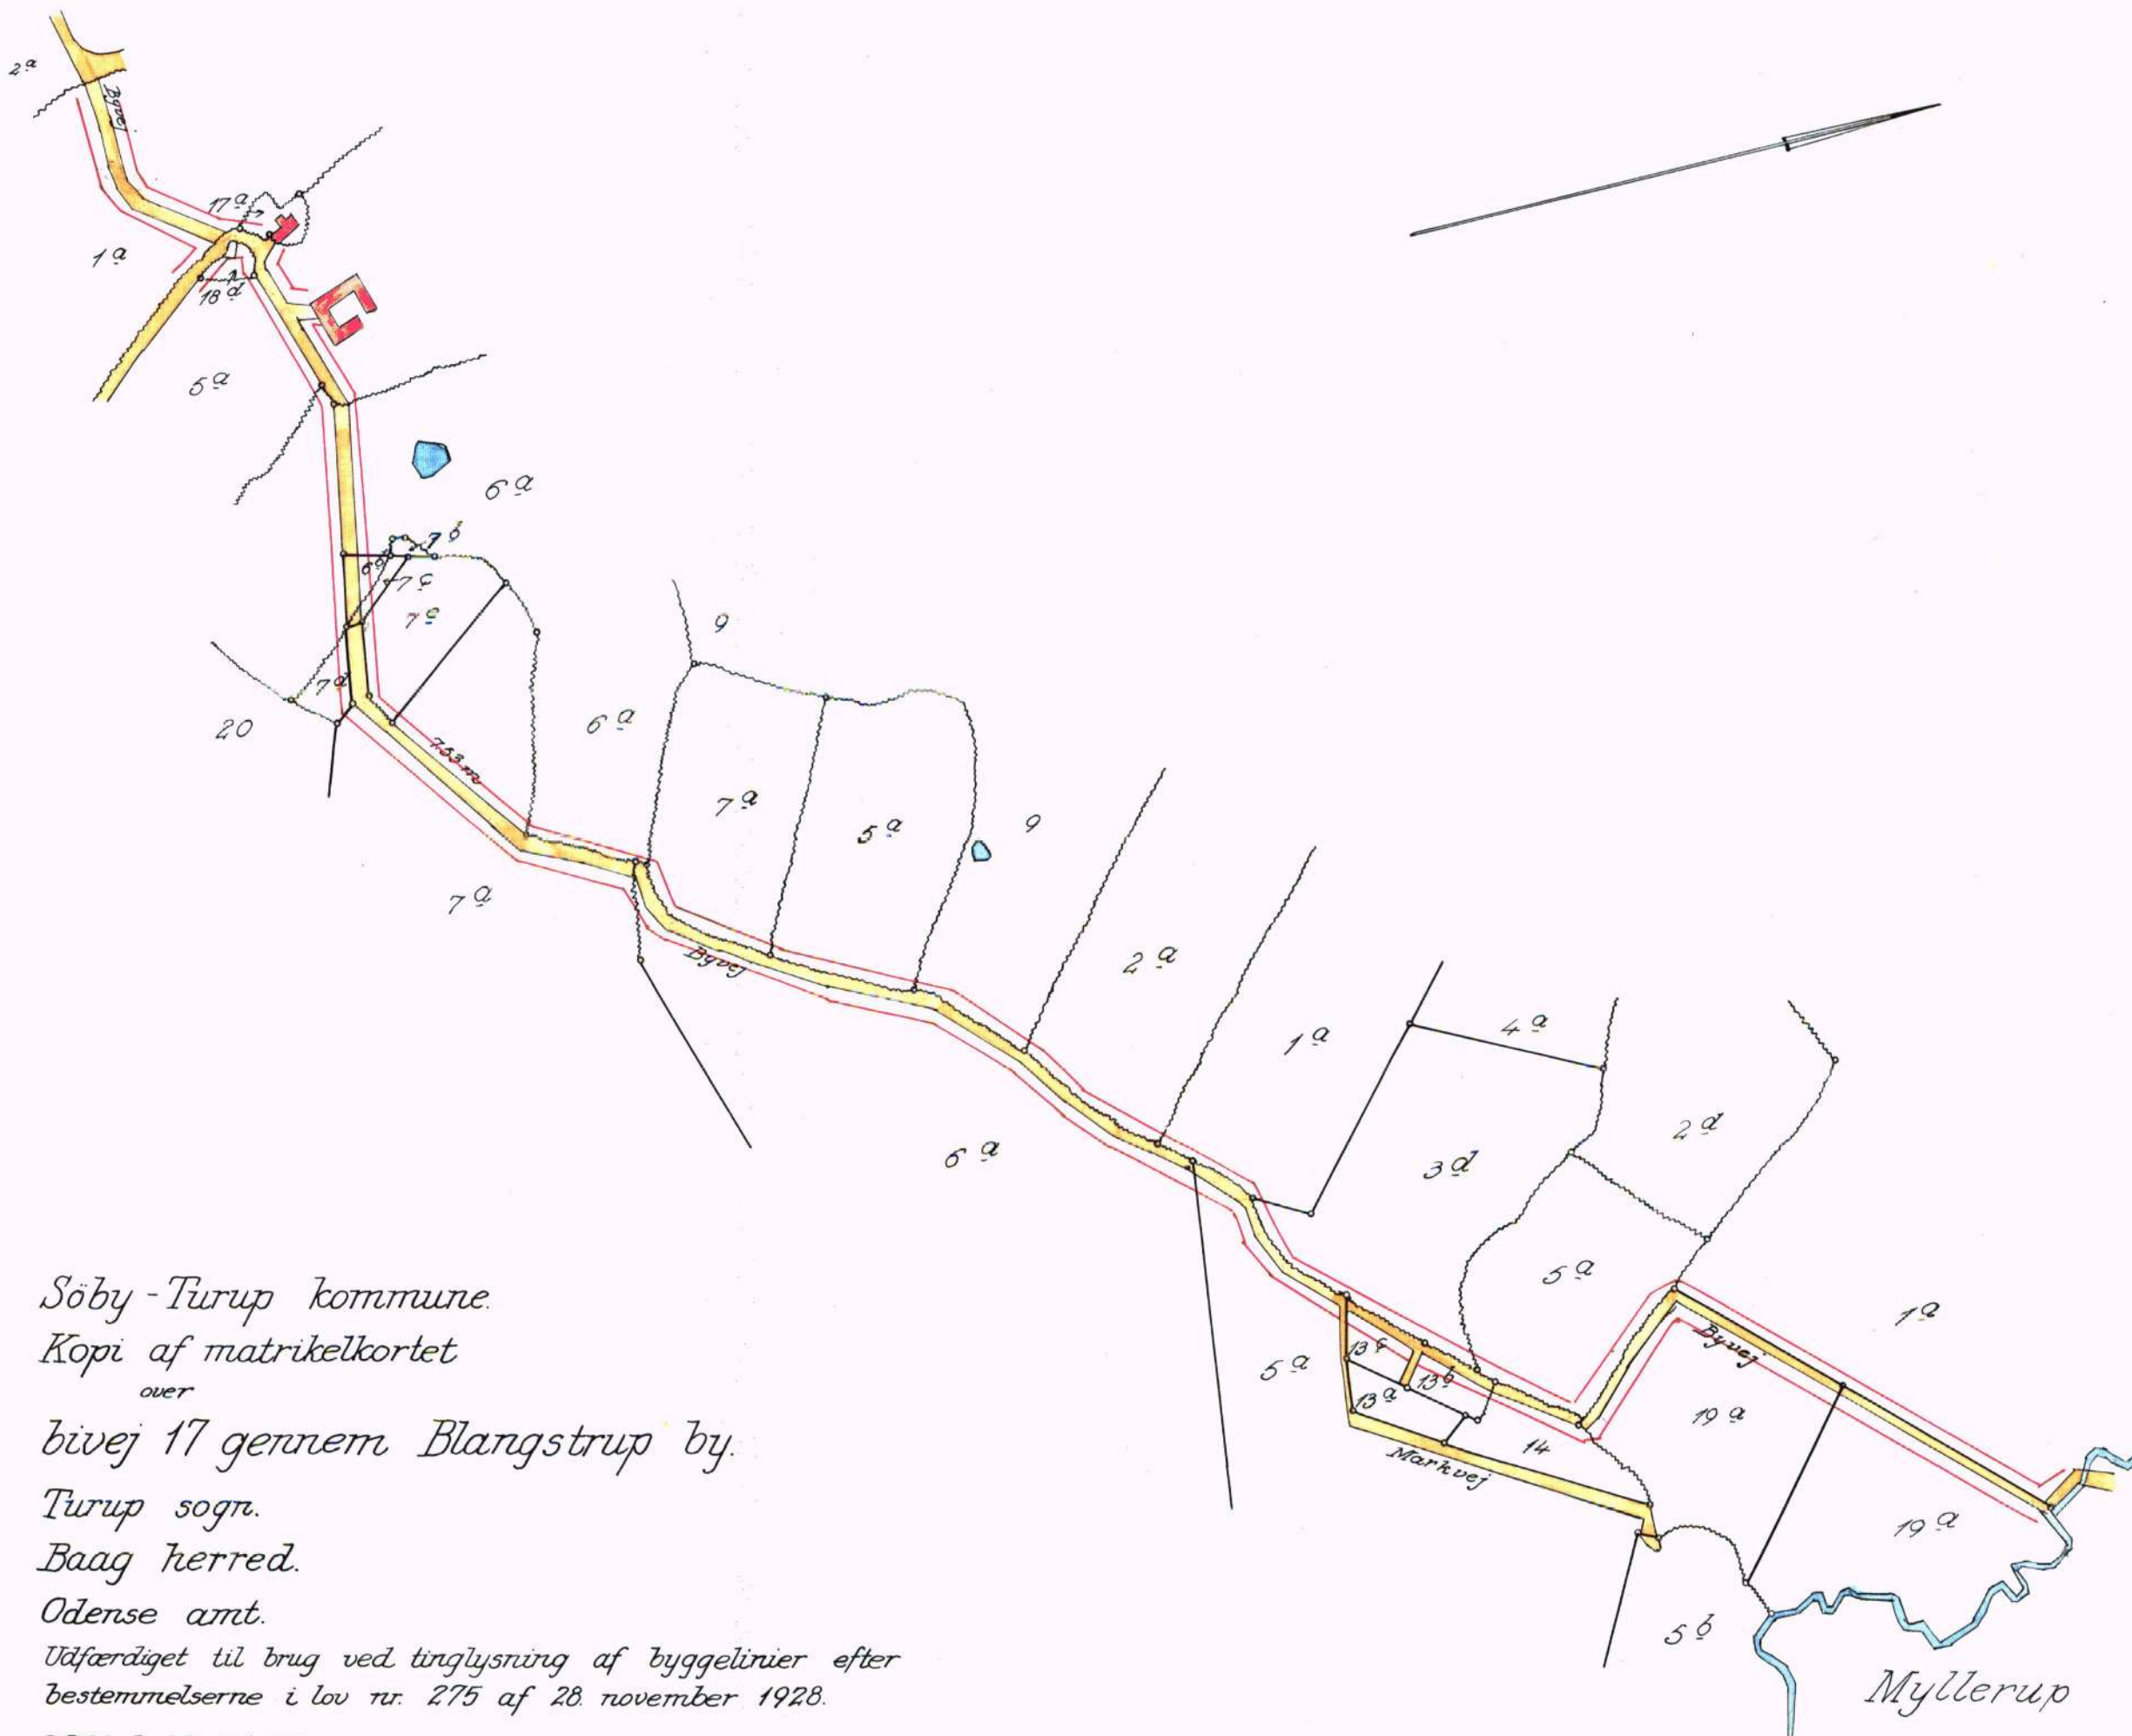 2a
Byvej
17a
1a
18d
5a
6a
7b
6b
7c
7e
9
7d
20
6a
7.53 m
7a
5a
9
7a
Byvej
2a
1a
4a
6a
3d
2d
5a
1a
Byvej
5a
13c
13b
13a
19a
14
Markvej
19a
5b
Myllerup
Söby - Turup kommune.
Kopi af matrikelkortet
over
bivej 17 gennem Blangstrup by.
Turup sogn.
Baag herred.
Odense amt.
Udfærdiget til brug ved tinglysning af byggelinier efter
bestemmelserne i lov nr. 275 af 28. november 1928.